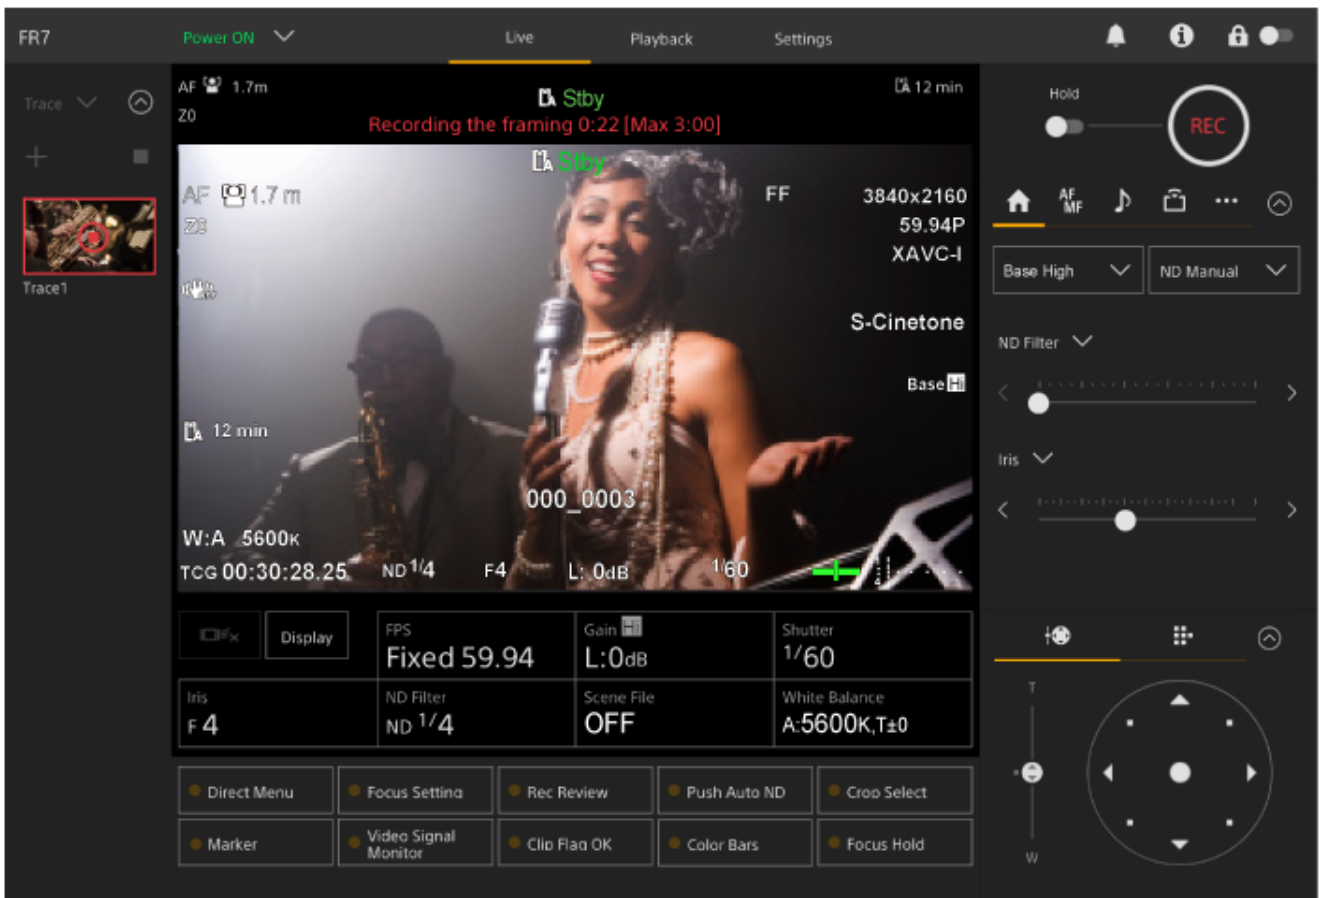 FR7
Power ON
Live
Playback
Settings
Trace
Trace1
AF 1.7m
Z0
Stby
12 min
Recording the framing 0:22 [Max 3:00]
Stby
AF 1.7 m
Z0
FF
3840x2160
59.94P
XAVC-I
S-Cinetone
Base Hi
12 min
000_0003
W:A 5600K
TCG 00:30:28.25
ND 1/4
F4
L: 0dB
1/60
Display
FPS
Fixed 59.94
Gain Hi
L:0dB
Shutter
1/60
Iris
F 4
ND Filter
ND 1/4
Scene File
OFF
White Balance
A:5600K,T±0
Direct Menu
Focus Setting
Rec Review
Push Auto ND
Crop Select
Marker
Video Signal
Monitor
Clip Flag OK
Color Bars
Focus Hold
Hold
REC
AF
MF
Base High
ND Manual
ND Filter
Iris
T
W